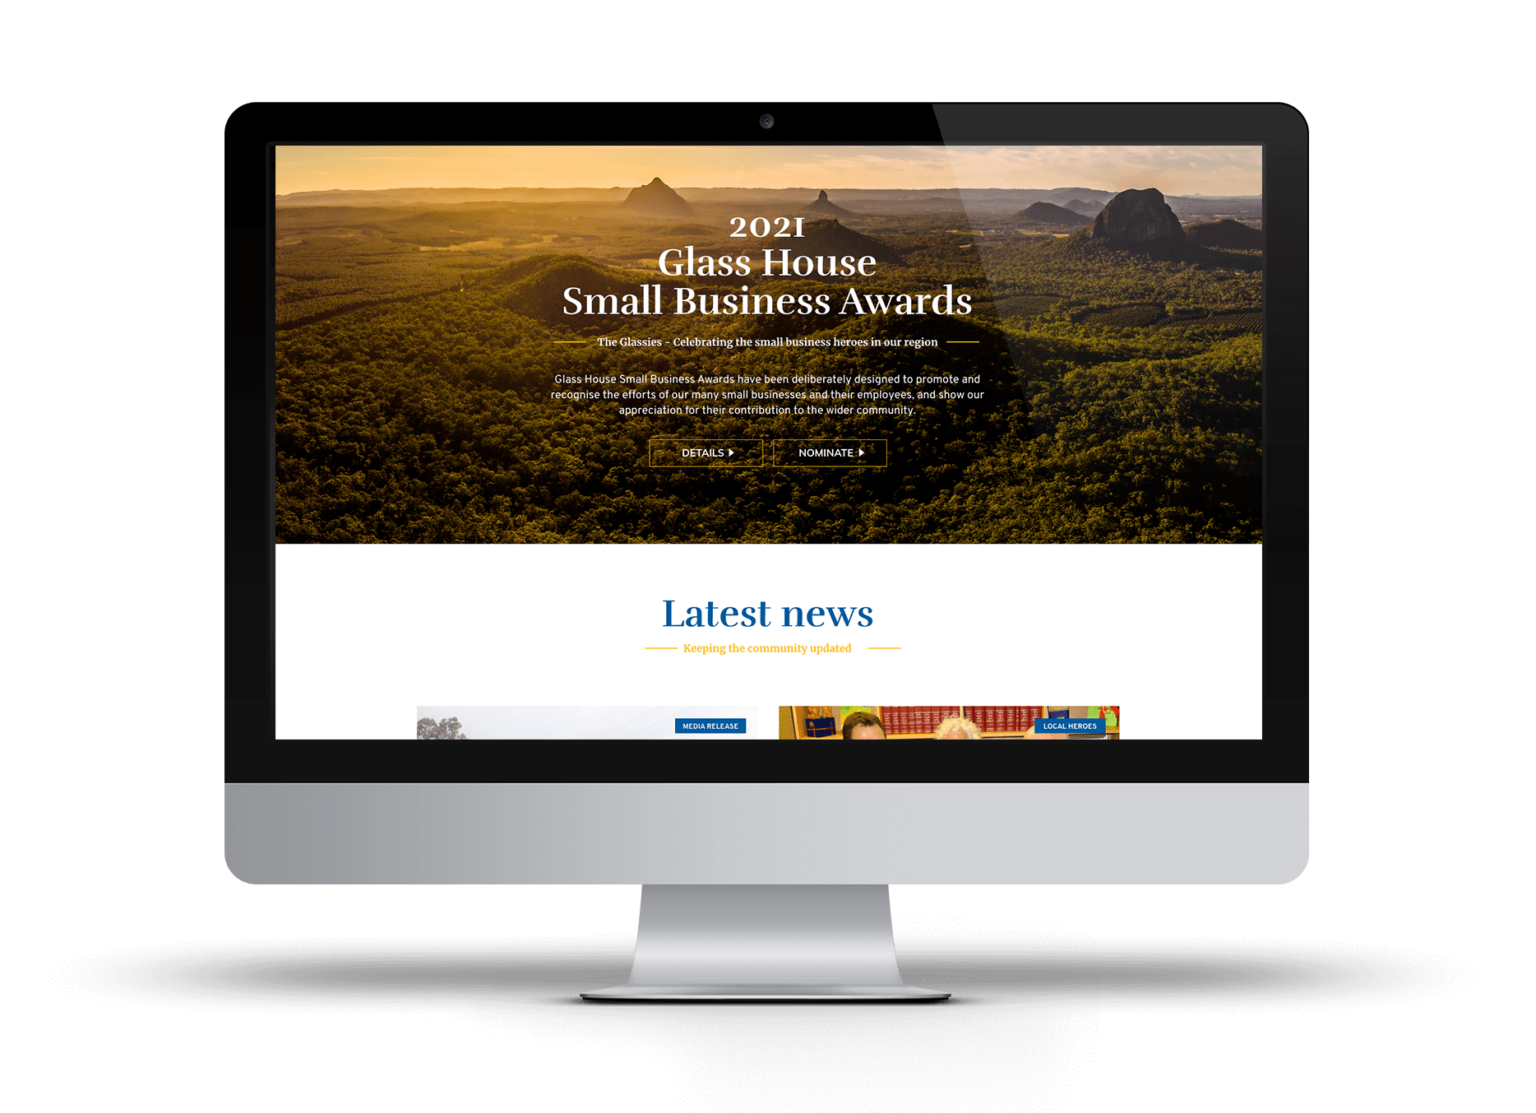 2021
Glass House
Small Business Awards
The Glassies - Celebrating the small business heroes in our region
Glass House Small Business Awards have been deliberately designed to promote and
recognise the efforts of our many small businesses and their employees, and show our
appreciation for their contribution to the wider community.
DETAILS
NOMINATE
Latest news
Keeping the community updated
MEDIA RELEASE
LOCAL HEROES